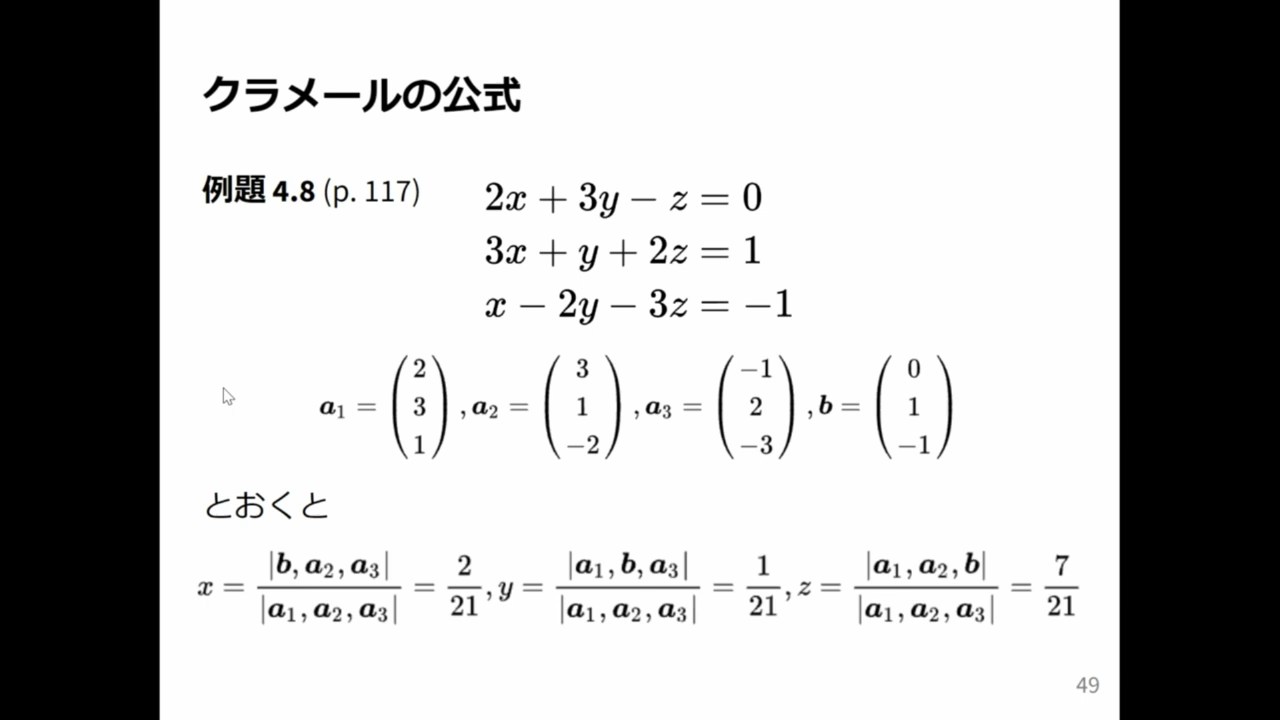 クラメールの公式
例題 4.8 (p. 117)
2x + 3y − z = 0
3x + y + 2z = 1
x − 2y − 3z = −1
a₁ = (2 3 1), a₂ = (3 1 −2), a₃ = (−1 2 −3), b = (0 1 −1)
とおくと
x = |b, a₂, a₃| / |a₁, a₂, a₃| = 2/21, y = |a₁, b, a₃| / |a₁, a₂, a₃| = 1/21, z = |a₁, a₂, b| / |a₁, a₂, a₃| = 7/21
49